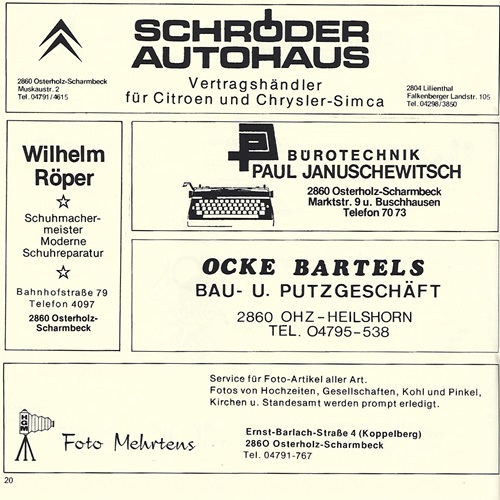 SCHRÖDER
AUTOHAUS
2860 Osterholz-Scharmbeck
Muskaustr. 2
Tel. 04791/4615
Vertragshändler
für Citroen und Chrysler-Simca
2804 Lilienthal
Falkenberger Landstr. 105
Tel. 04298/3850
Wilhelm
Röper
Schuhmacher-
meister
Moderne
Schuhreparatur
Bahnhofstraße 79
Telefon 4097
2860 Osterholz-
Scharmbeck
BÜROTECHNIK
PAUL JANUSCHEWITSCH
2860 Osterholz-Scharmbeck
Marktstr. 9 u. Buschhausen
Telefon 70 73
OCKE BARTELS
BAU- U. PUTZGESCHÄFT
2860 OHZ – HEILSHORN
TEL. 04795-538
Service für Foto-Artikel aller Art.
Fotos von Hochzeiten, Gesellschaften, Kohl und Pinkel,
Kirchen u. Standesamt werden prompt erledigt.
HGM
Foto Mehrtens
Ernst-Barlach-Straße 4 (Koppelberg)
2860 Osterholz-Scharmbeck
Tel. 04791-767
20